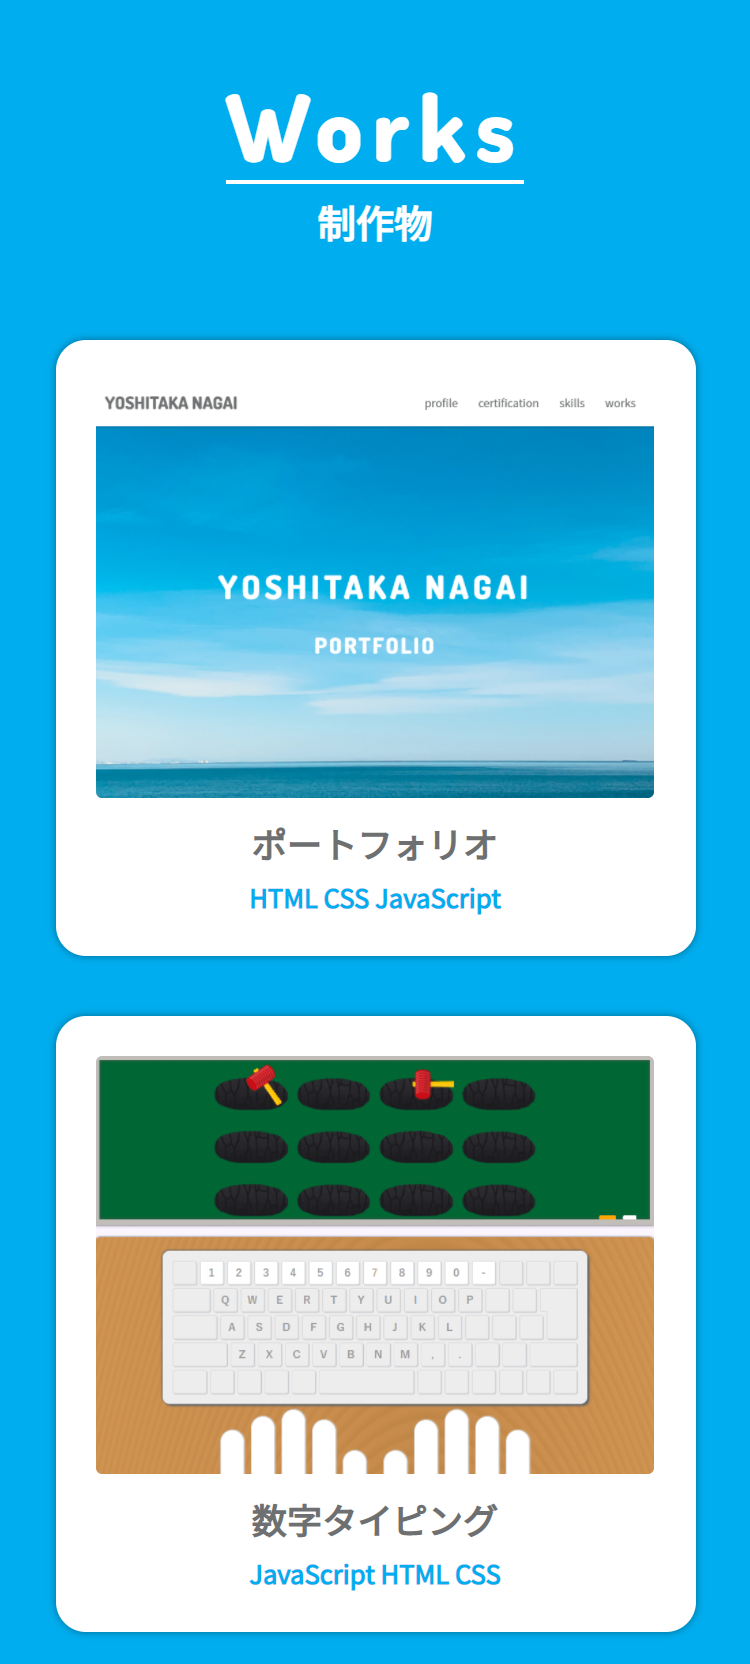 Works
制作物
YOSHITAKA NAGAI
profile certification skills works
YOSHITAKA NAGAI
PORTFOLIO
ポートフォリオ
HTML CSS JavaScript
1 2 3 4 5 6 7 8 9 0 -
Q W E R T Y U I O P
A S D F G H J K L
Z X C V B N M , .
数字タイピング
JavaScript HTML CSS